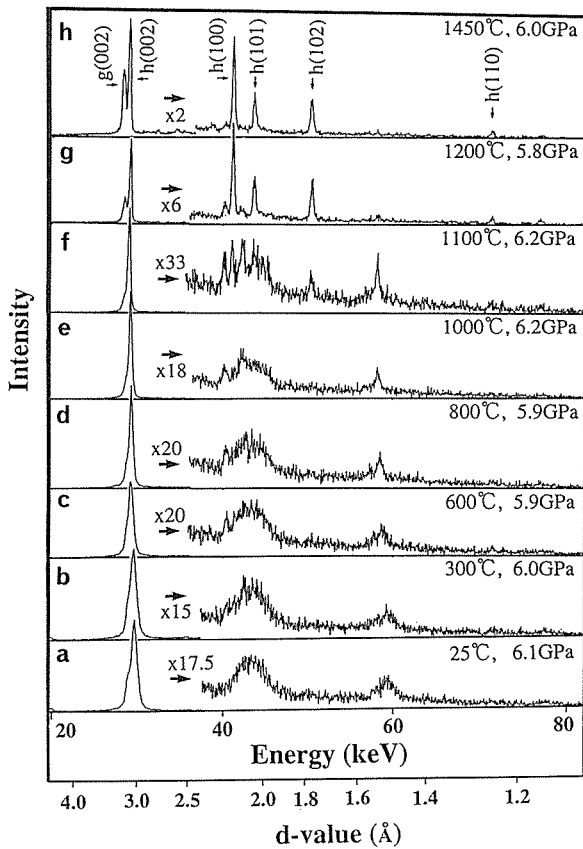 h g(002) h(002) h(100) h(101) h(102) h(110) 1450℃, 6.0GPa
x2
g 1200℃, 5.8GPa
x6
f x33 1100℃, 6.2GPa
e 1000℃, 6.2GPa
x18
d 800℃, 5.9GPa
x20
c x20 600℃, 5.9GPa
b 300℃, 6.0GPa
x15
a x17.5 25℃, 6.1GPa
Intensity
20 40 60 80
Energy (keV)
4.0 3.0 2.5 2.0 1.8 1.6 1.4 1.2
d-value (Å)